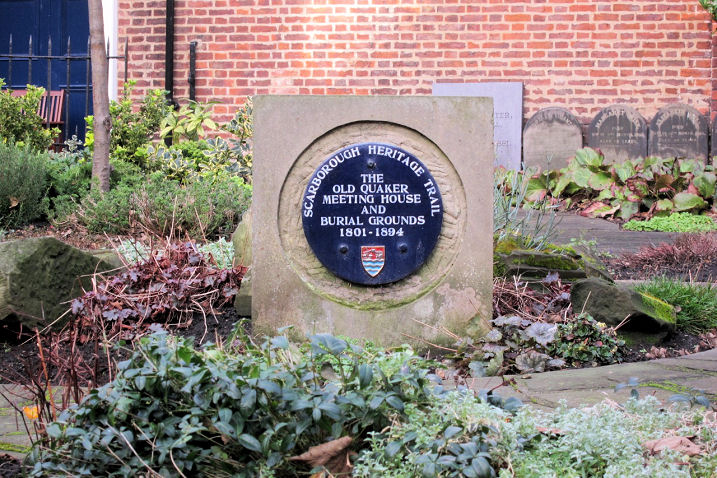 SCARBOROUGH HERITAGE TRAIL
THE
OLD QUAKER
MEETING HOUSE
AND
BURIAL GROUNDS
1801-1894